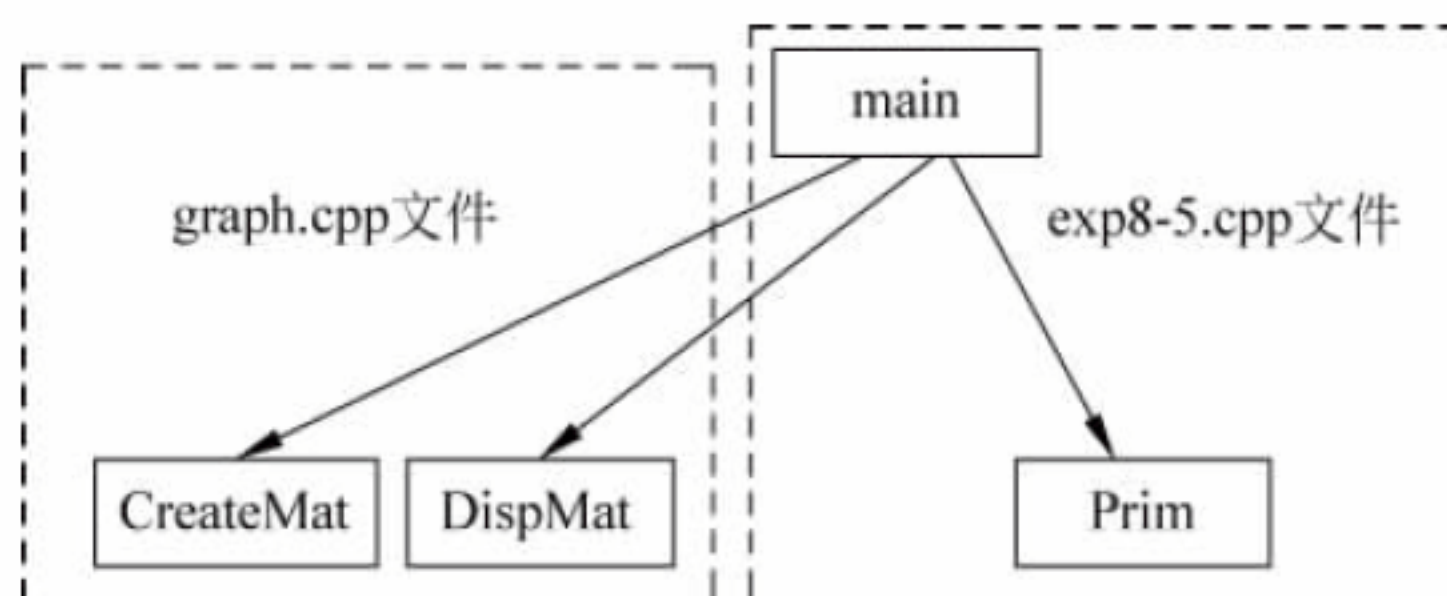 main
graph.cpp文件
exp8-5.cpp文件
CreateMat
DispMat
Prim